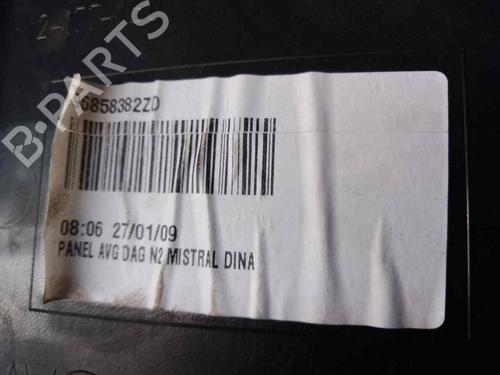 B-PARTS
6858382ZD
08:06 27/01/09
PANEL AVG DAG N2 MISTRAL DINA